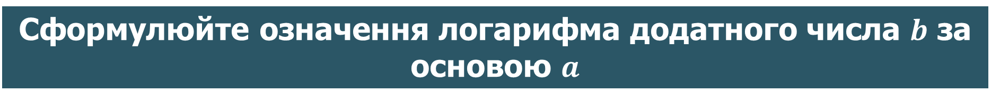 Сформулюйте означення логарифма додатного числа b за
основою a